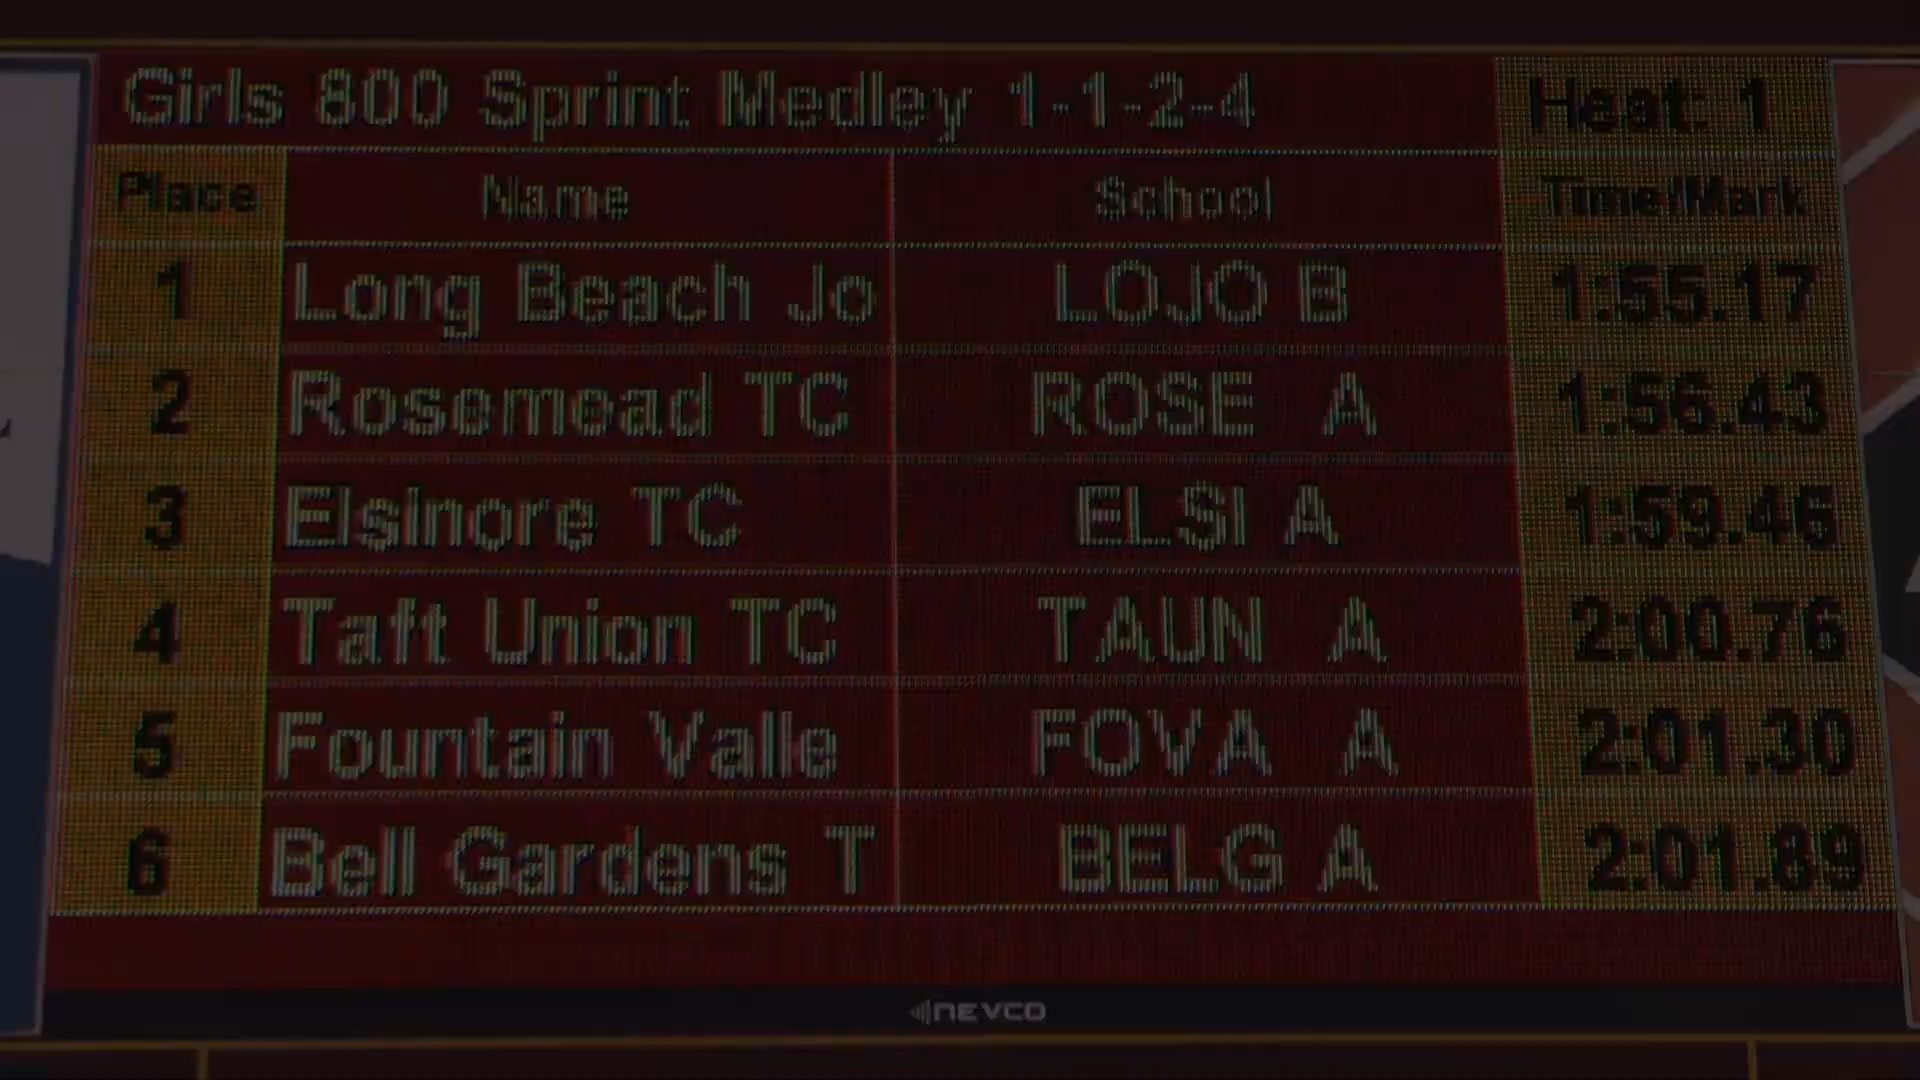 Girls 800 Sprint Medley 1-1-2-4 Heat: 1
Place Name School Time/Mark
1 Long Beach Jo LOJO B 1:55.17
2 Rosemead TC ROSE A 1:56.43
3 Elsinore TC ELSI A 1:59.46
4 Taft Union TC TAUN A 2:00.76
5 Fountain Valle FOVA A 2:01.30
6 Bell Gardens T BELG A 2:01.89
NEVCO